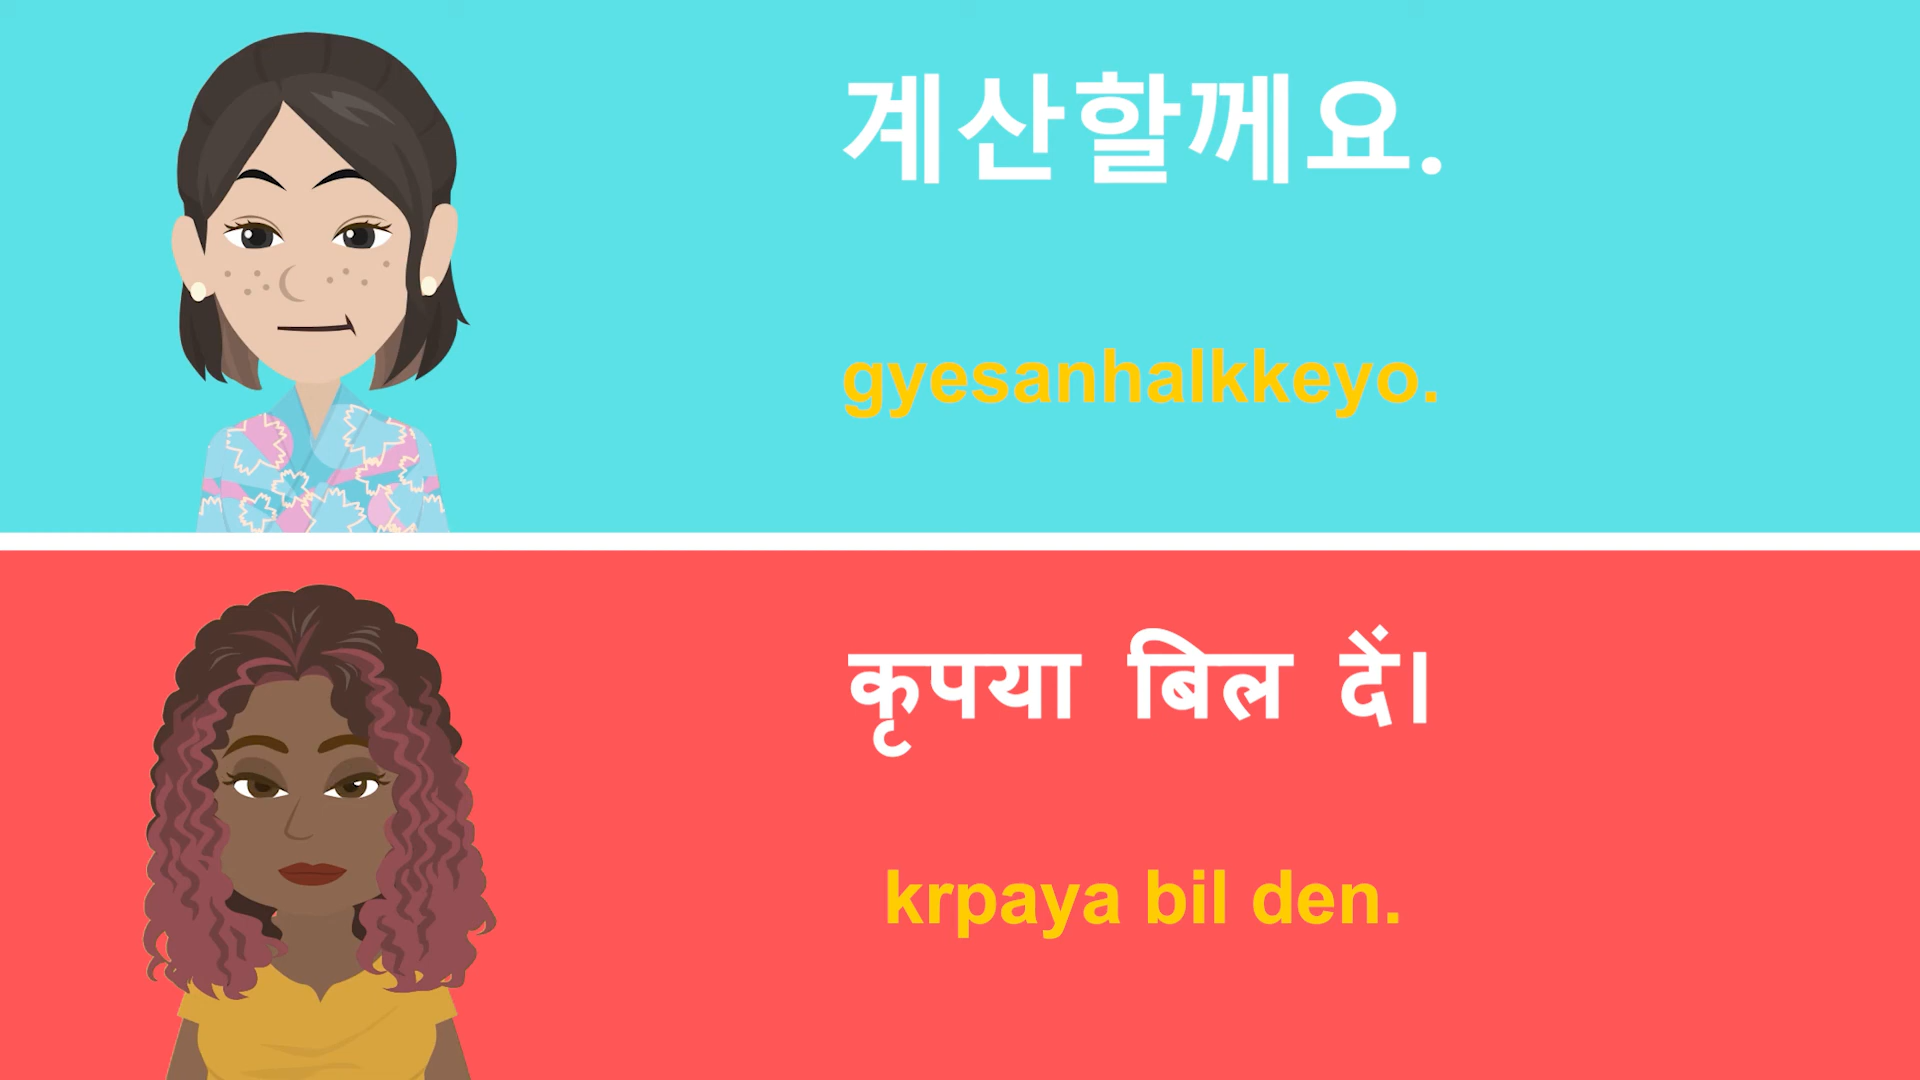 계산할께요.
gyesanhalkkeyo.
कृपया बिल दें।
krpaya bil den.